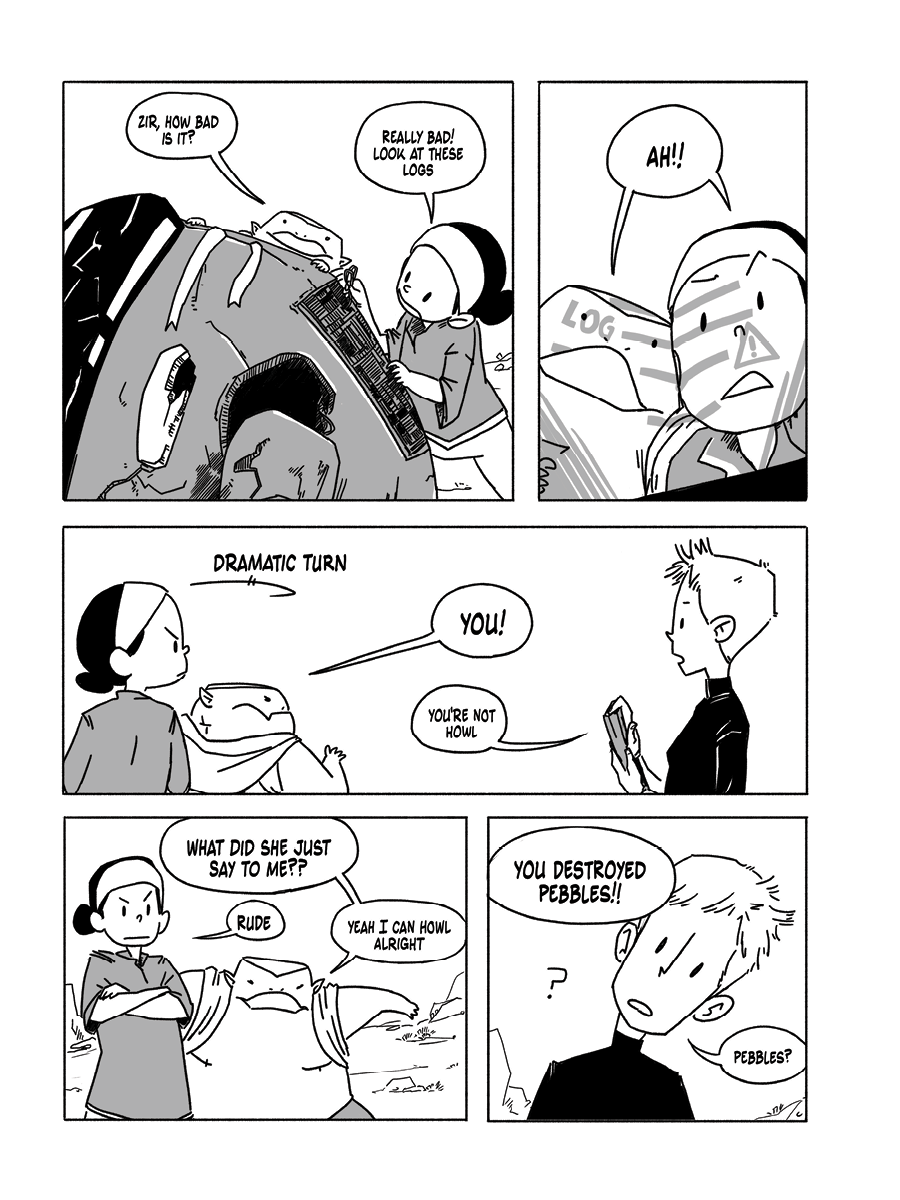 ZIR, HOW BAD
IS IT?
REALLY BAD!
LOOK AT THESE
LOGS
AH!!
LOG
!
DRAMATIC TURN
YOU!
YOU'RE NOT
HOWL
WHAT DID SHE JUST
SAY TO ME??
RUDE
YEAH I CAN HOWL
ALRIGHT
YOU DESTROYED
PEBBLES!!
?
PEBBLES?